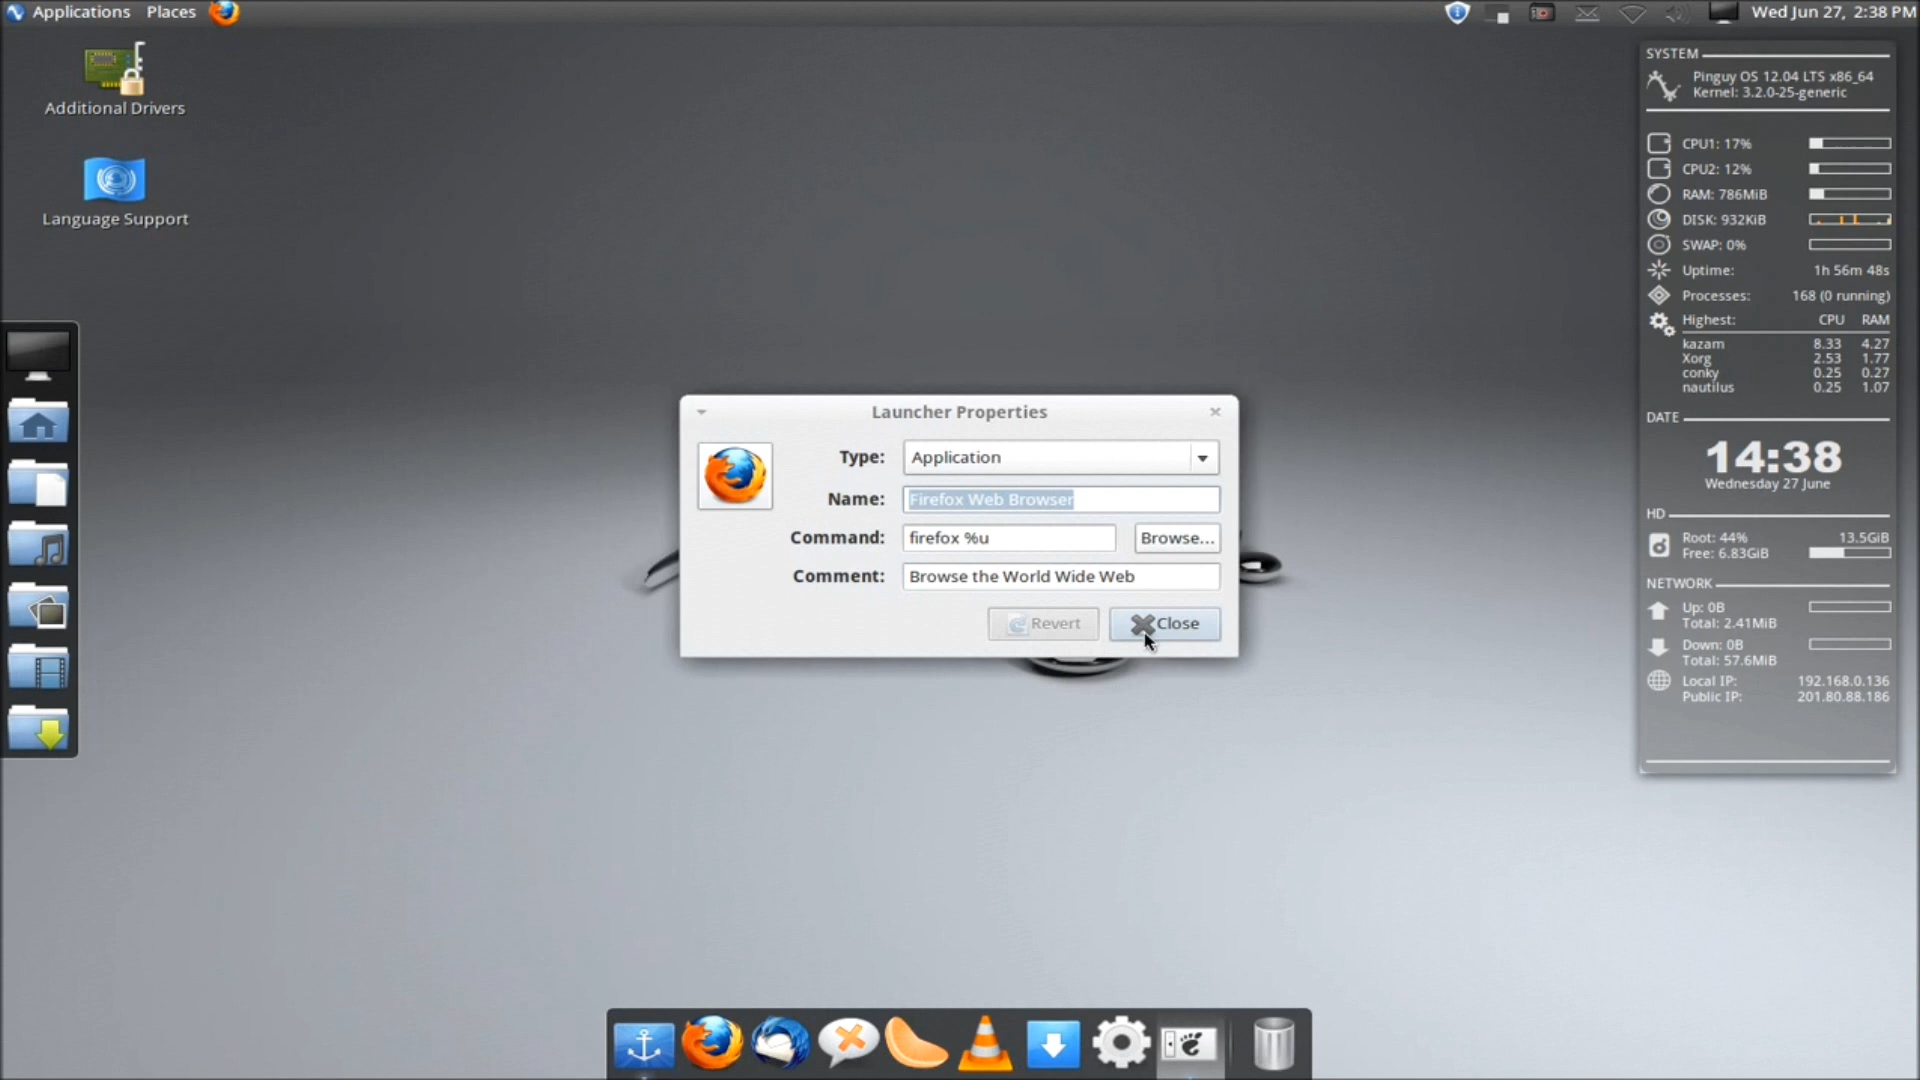 Applications Places
Wed Jun 27, 2:38 PM
Additional Drivers
Language Support
Launcher Properties
Type: Application
Name: Firefox Web Browser
Command: firefox %u Browse...
Comment: Browse the World Wide Web
Revert Close
SYSTEM
Pinguy OS 12.04 LTS x86_64
Kernel: 3.2.0-25-generic
CPU1: 17%
CPU2: 12%
RAM: 786MiB
DISK: 932KiB
SWAP: 0%
Uptime: 1h 56m 48s
Processes: 168 (0 running)
Highest: CPU RAM
kazam 8.33 4.27
Xorg 2.53 1.77
conky 0.25 0.27
nautilus 0.25 1.07
DATE
14:38
Wednesday 27 June
HD
Root: 44% 13.5GiB
Free: 6.83GiB
NETWORK
Up: 0B
Total: 2.41MiB
Down: 0B
Total: 57.6MiB
Local IP: 192.168.0.136
Public IP: 201.80.88.186